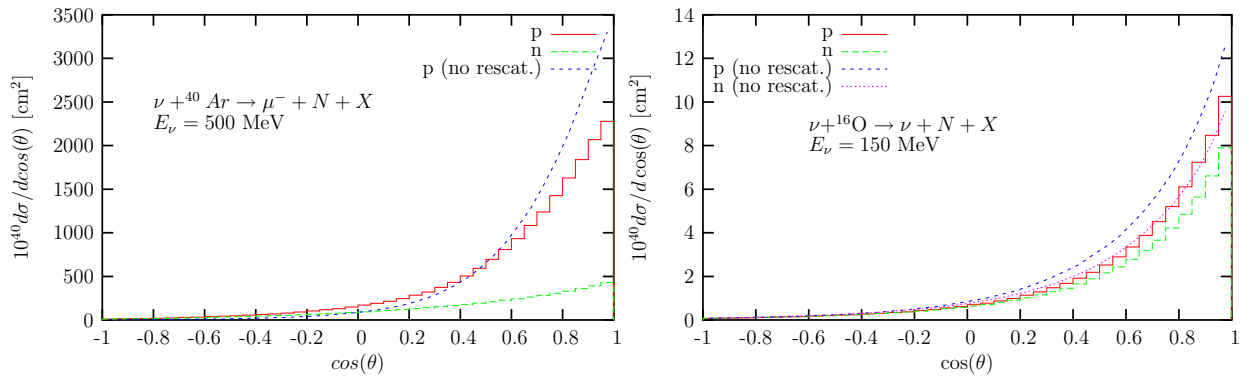 3500
3000
2500
2000
1500
1000
500
0
-1 -0.8 -0.6 -0.4 -0.2 0 0.2 0.4 0.6 0.8 1
10^{40}dσ/dcos(θ) [cm^2]
cos(θ)
p
n
p (no rescat.)
ν +^{40} Ar → μ^- + N + X
E_ν = 500 MeV
14
12
10
8
6
4
2
0
-1 -0.8 -0.6 -0.4 -0.2 0 0.2 0.4 0.6 0.8 1
10^{40}dσ/d cos(θ) [cm^2]
cos(θ)
p
n
p (no rescat.)
n (no rescat.)
ν+^{16}O → ν + N + X
E_ν = 150 MeV